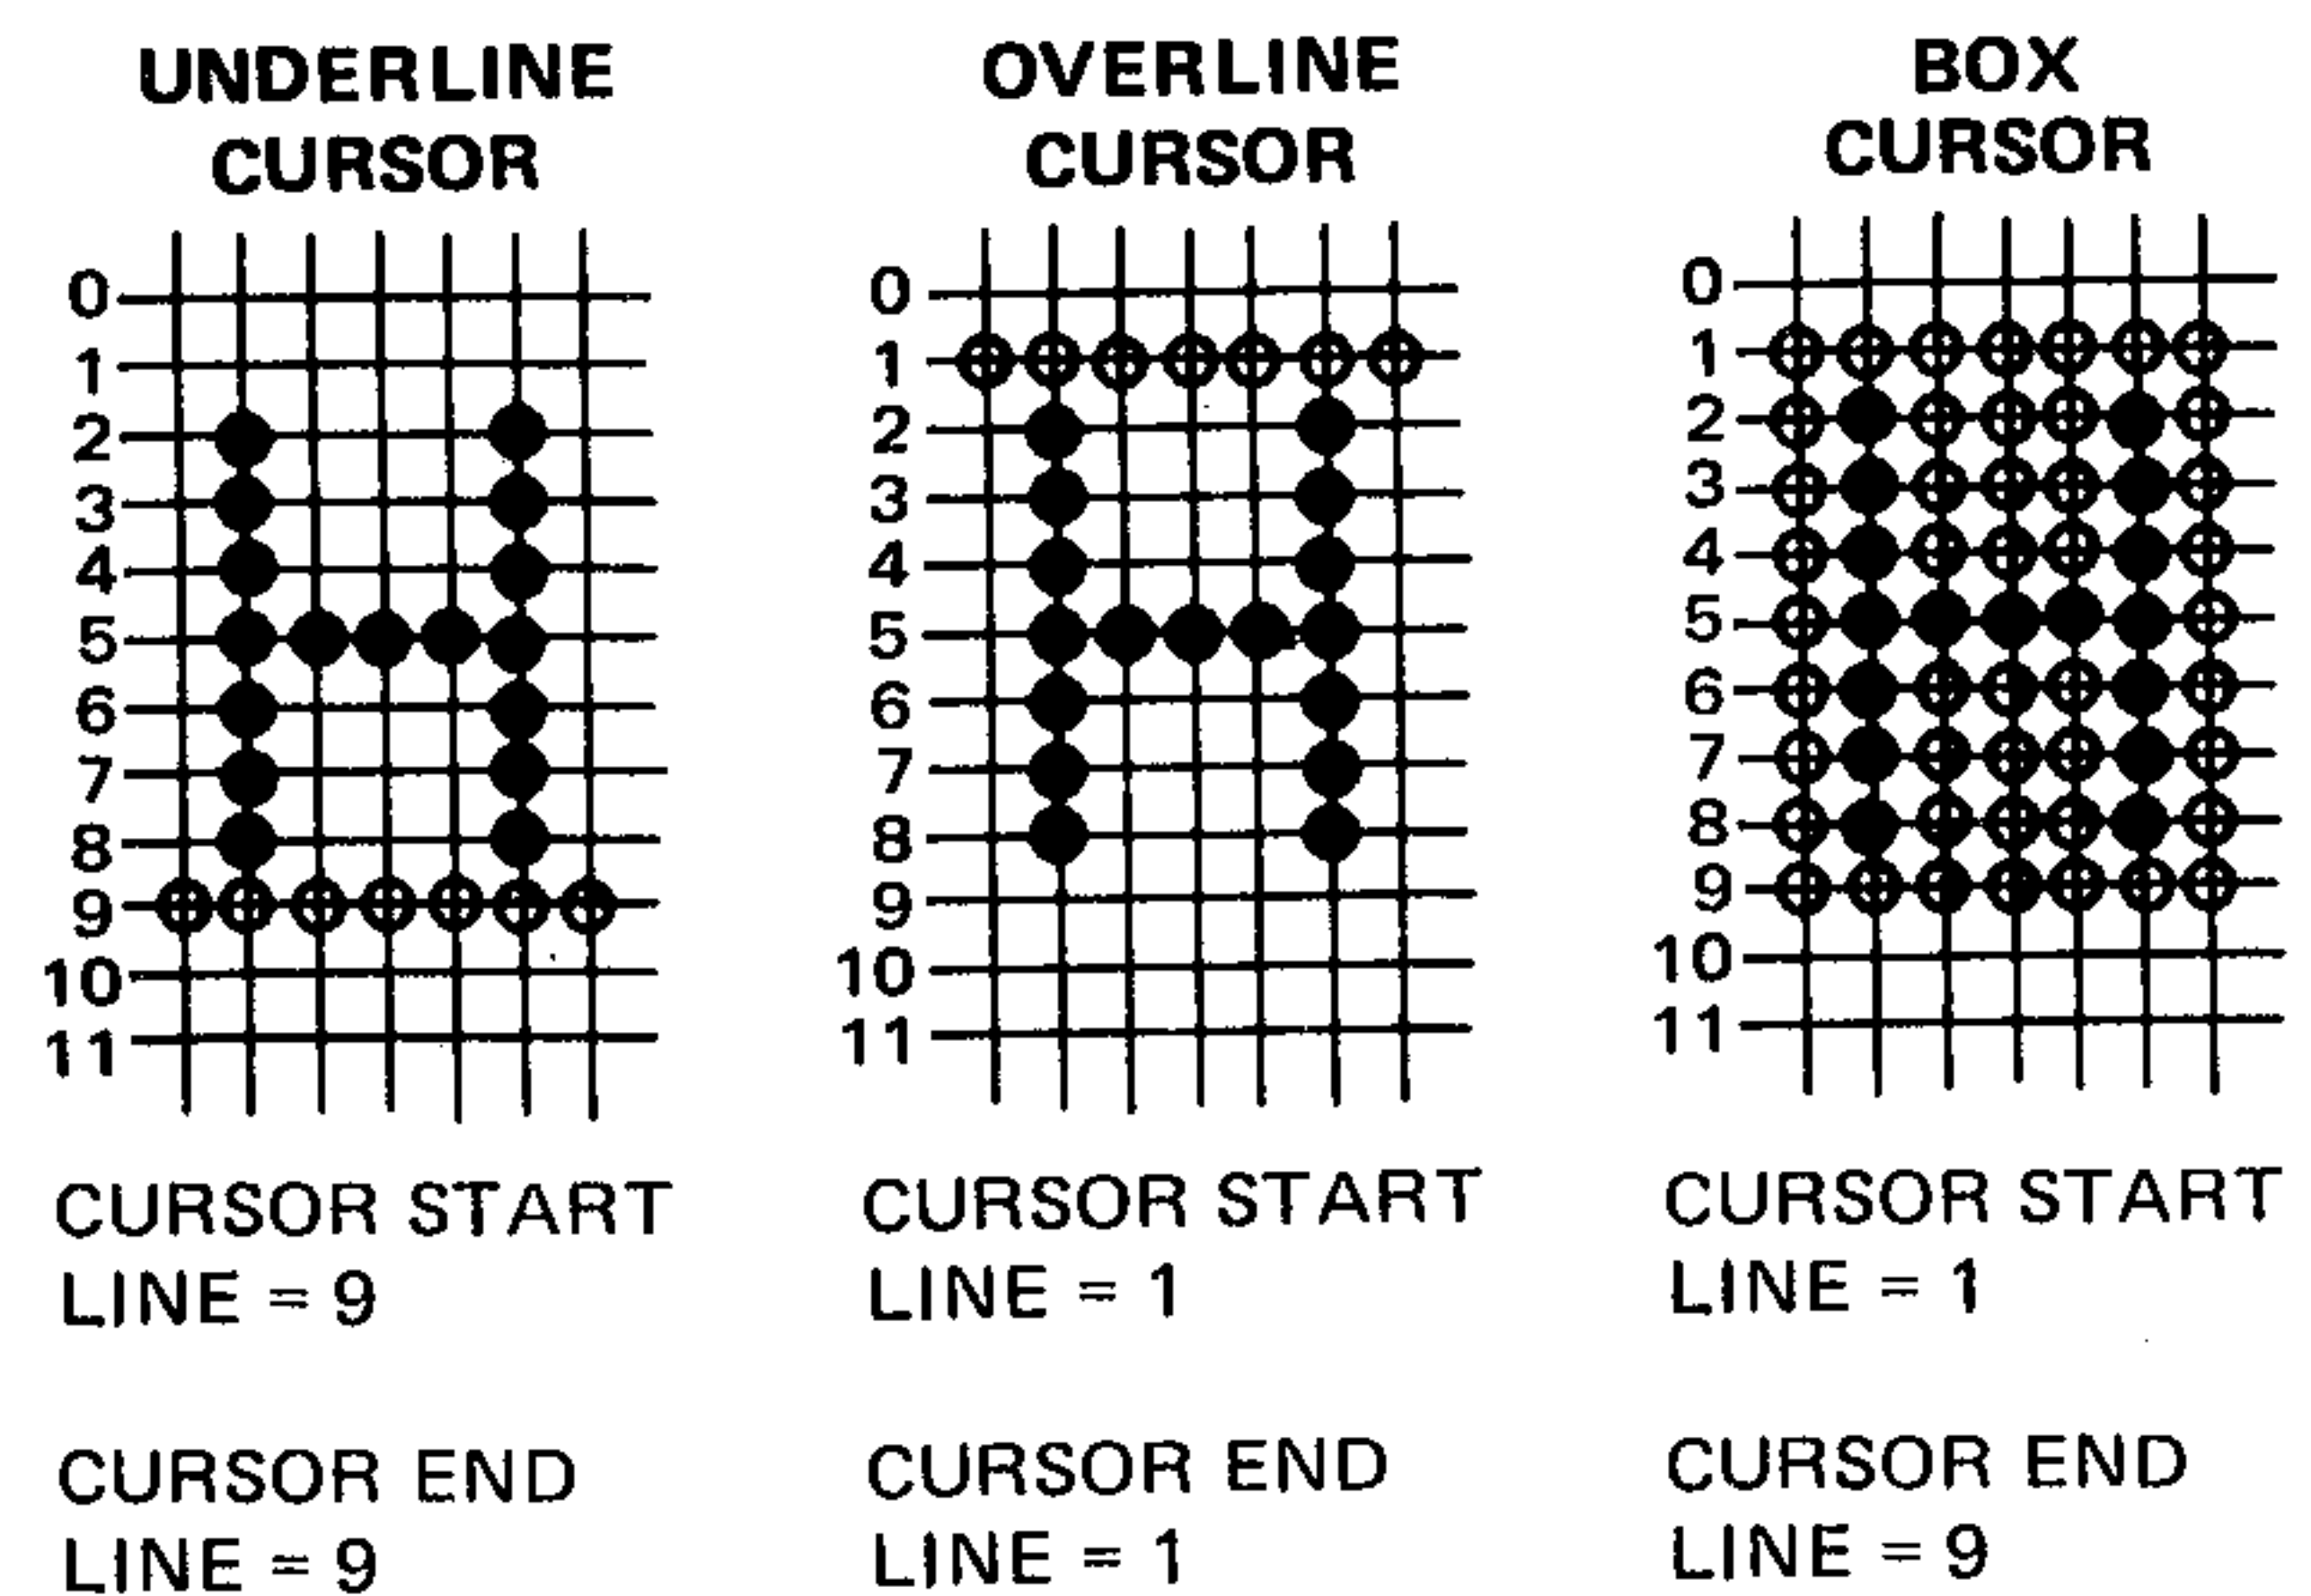 UNDERLINE
CURSOR
0
1
2
3
4
5
6
7
8
9
10
11
CURSOR START
LINE = 9
CURSOR END
LINE = 9
OVERLINE
CURSOR
0
1
2
3
4
5
6
7
8
9
10
11
CURSOR START
LINE = 1
CURSOR END
LINE = 1
BOX
CURSOR
0
1
2
3
4
5
6
7
8
9
10
11
CURSOR START
LINE = 1
CURSOR END
LINE = 9